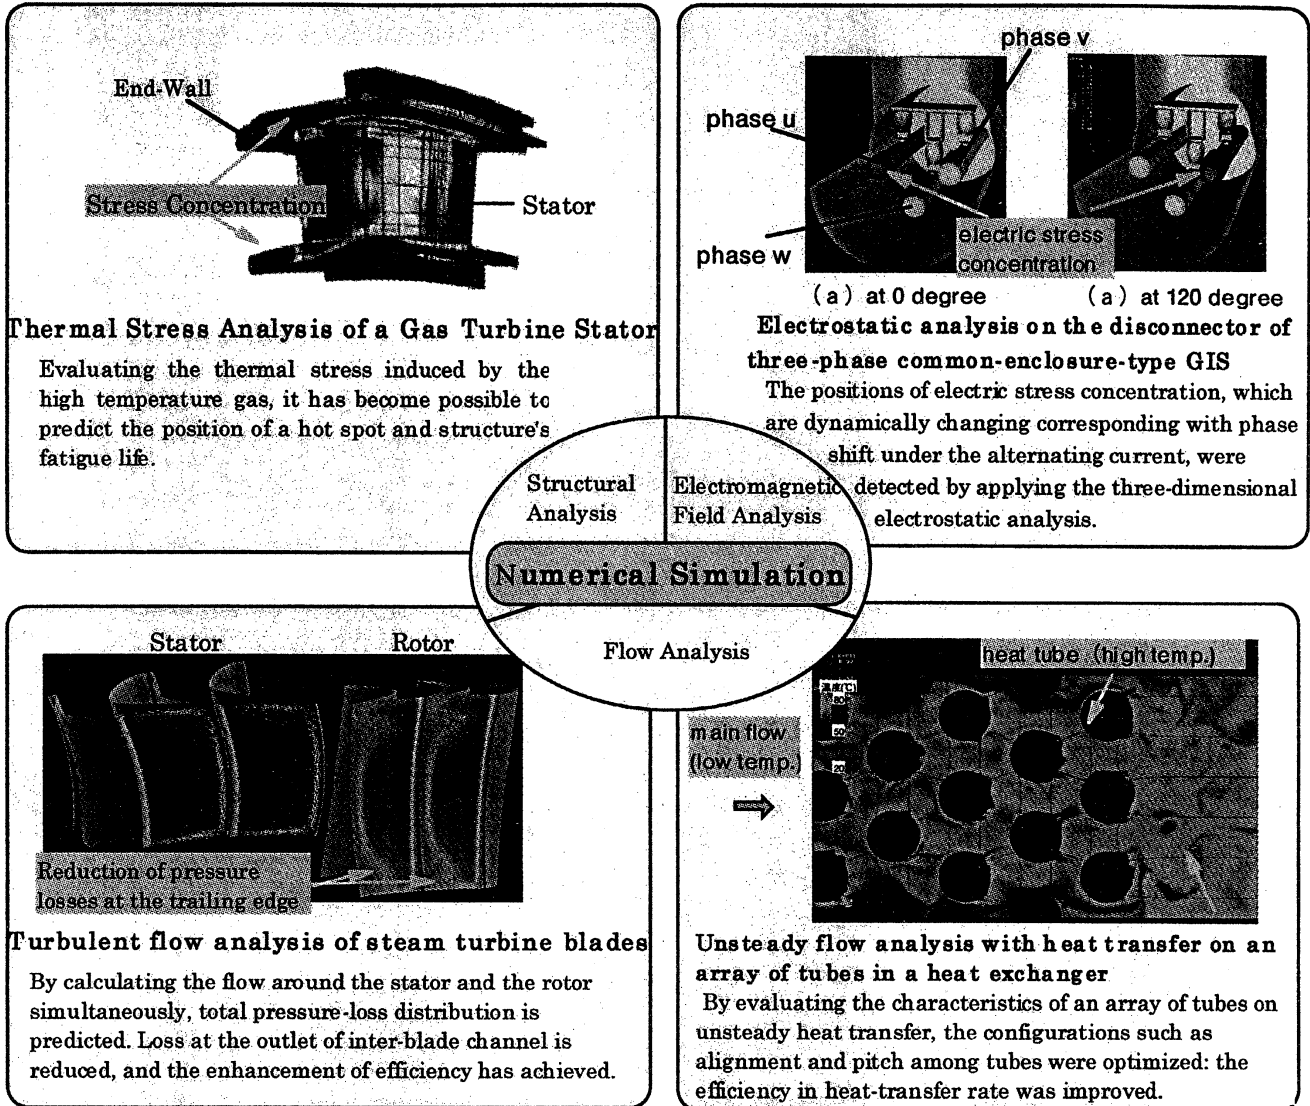 End-Wall
Stress Concentration
Stator
Thermal Stress Analysis of a Gas Turbine Stator
Evaluating the thermal stress induced by the
high temperature gas, it has become possible to
predict the position of a hot spot and structure's
fatigue life.
phase v
phase u
phase w
electric stress
concentration
(a) at 0 degree
(a) at 120 degree
Electrostatic analysis on the disconnector of
three-phase common-enclosure-type GIS
The positions of electric stress concentration, which
are dynamically changing corresponding with phase
shift under the alternating current, were
detected by applying the three-dimensional
electrostatic analysis.
Structural
Analysis
Electromagnetic
Field Analysis
Numerical Simulation
Flow Analysis
Stator
Rotor
Reduction of pressure
losses at the trailing edge
Turbulent flow analysis of steam turbine blades
By calculating the flow around the stator and the rotor
simultaneously, total pressure-loss distribution is
predicted. Loss at the outlet of inter-blade channel is
reduced, and the enhancement of efficiency has achieved.
heat tube (high temp.)
main flow
(low temp.)
温度(℃)
80
50
20
Unsteady flow analysis with heat transfer on an
array of tubes in a heat exchanger
By evaluating the characteristics of an array of tubes on
unsteady heat transfer, the configurations such as
alignment and pitch among tubes were optimized: the
efficiency in heat-transfer rate was improved.